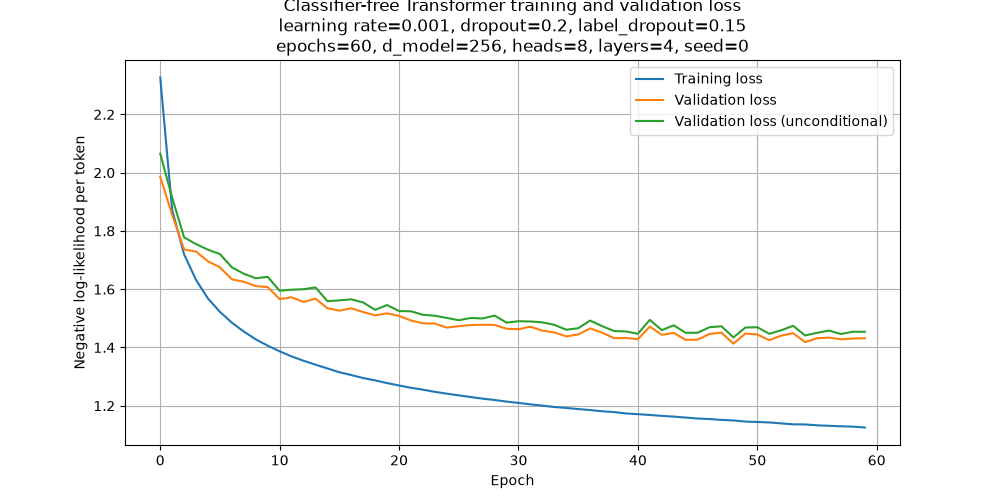 Classifier-free Transformer training and validation loss
learning rate=0.001, dropout=0.2, label_dropout=0.15
epochs=60, d_model=256, heads=8, layers=4, seed=0
Training loss
Validation loss
Validation loss (unconditional)
Negative log-likelihood per token
2.2
2.0
1.8
1.6
1.4
1.2
0 10 20 30 40 50 60
Epoch